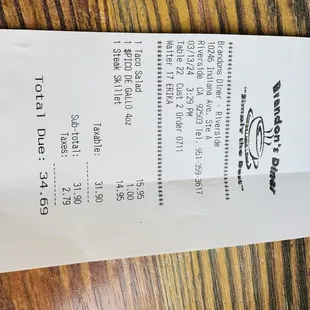 Brandon's Diner
"Simply the Best"
Brandons Diner - Riverside
10246 Indiana Ave Ste A
Riverside CA 92503 Tel. 951-359-3617
03/13/24 3:29 PM
Table 22, Cust 2 Order 0711
Waiter 17 ERIKA
1 Taco Salad 15.95
1 $PICO DE GALLO 4oz 1.00
1 Steak Skillet 14.95
Taxable: 31.90
Sub-total: 31.90
Taxes: 2.79
Total Due: 34.69